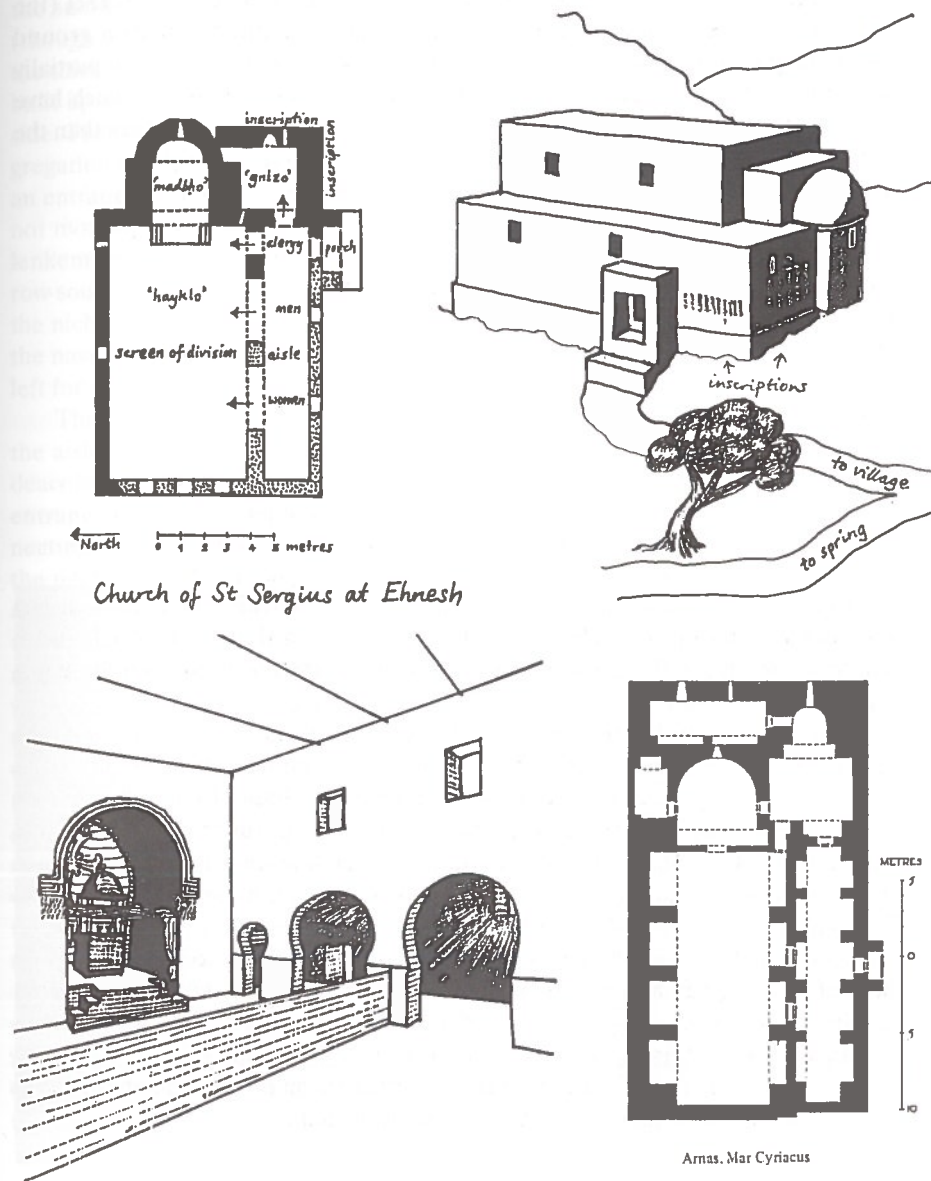 inscription
inscription
'madbḥo'
'gnizo'
clergy
porch
'hayklo'
men
screen of division
aisle
women
North
0 1 2 3 4 5 metres
Church of St Sergius at Ehnesh
inscriptions
to village
to spring
METRES
5
0
5
10
Arnas. Mar Cyriacus